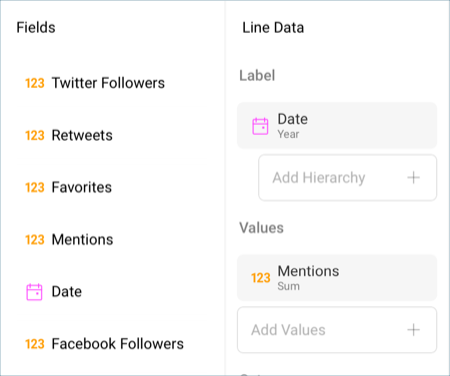 Fields
123 Twitter Followers
123 Retweets
123 Favorites
123 Mentions
Date
123 Facebook Followers
Line Data
Label
Date
Year
Add Hierarchy +
Values
123 Mentions
Sum
Add Values +